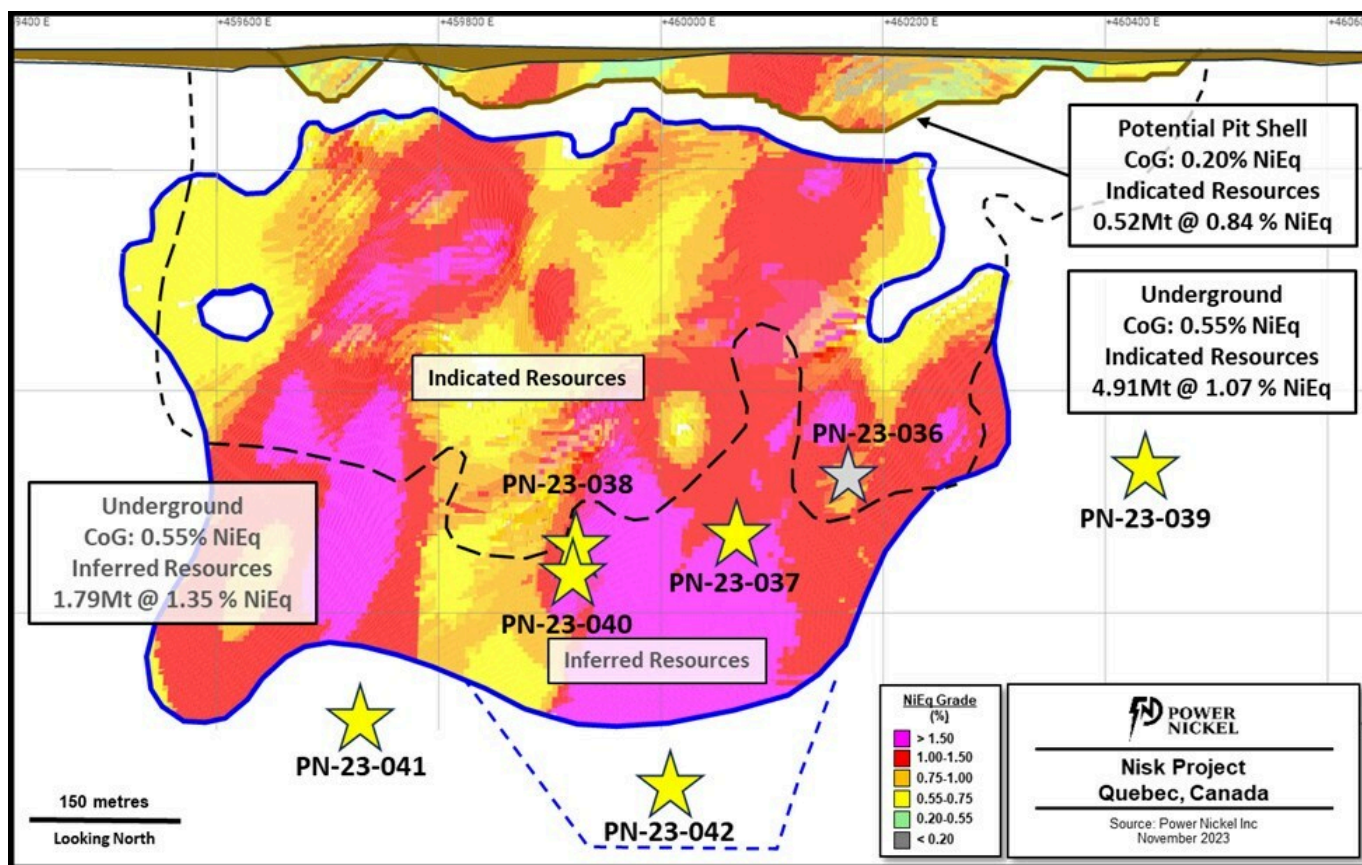 9400 E
+459600 E
+459800 E
+460000 E
+460200 E
+460400 E
+46060
Potential Pit Shell
CoG: 0.20% NiEq
Indicated Resources
0.52Mt @ 0.84 % NiEq
Underground
CoG: 0.55% NiEq
Indicated Resources
4.91Mt @ 1.07 % NiEq
Indicated Resources
PN-23-036
PN-23-038
PN-23-039
Underground
CoG: 0.55% NiEq
Inferred Resources
1.79Mt @ 1.35 % NiEq
PN-23-037
PN-23-040
Inferred Resources
PN-23-041
PN-23-042
150 metres
Looking North
NiEq Grade
(%)
> 1.50
1.00-1.50
0.75-1.00
0.55-0.75
0.20-0.55
< 0.20
POWER
NICKEL
Nisk Project
Quebec, Canada
Source: Power Nickel Inc
November 2023